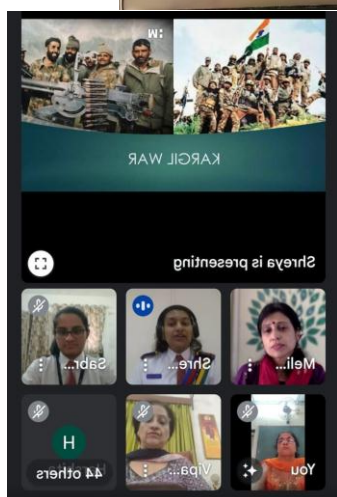 :M
KARGIL WAR
Shreya is presenting
Sabr...
Shre...
Meli...
H
44 others
Vipa...
You